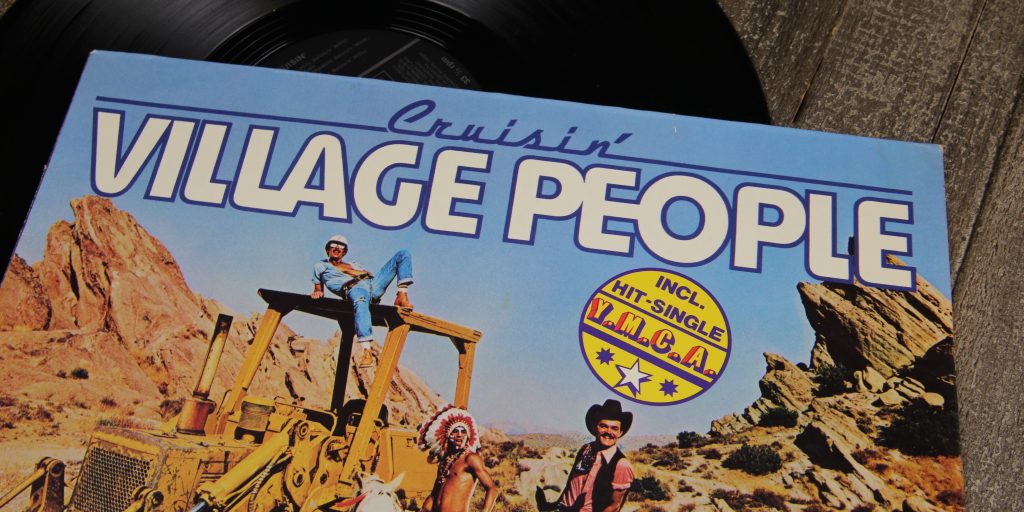 Cruisin'
VILLAGE PEOPLE
INCL.
HIT-SINGLE
Y.M.C.A.